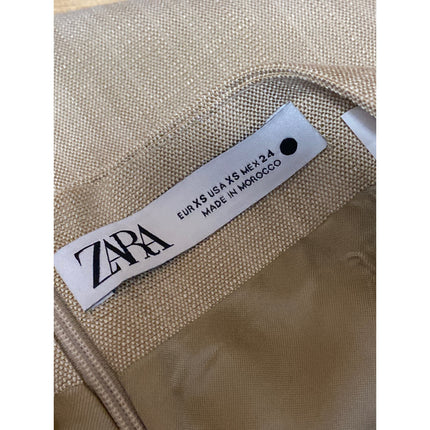 ZARA
EUR XS USA XS MEX 24
MADE IN MOROCCO